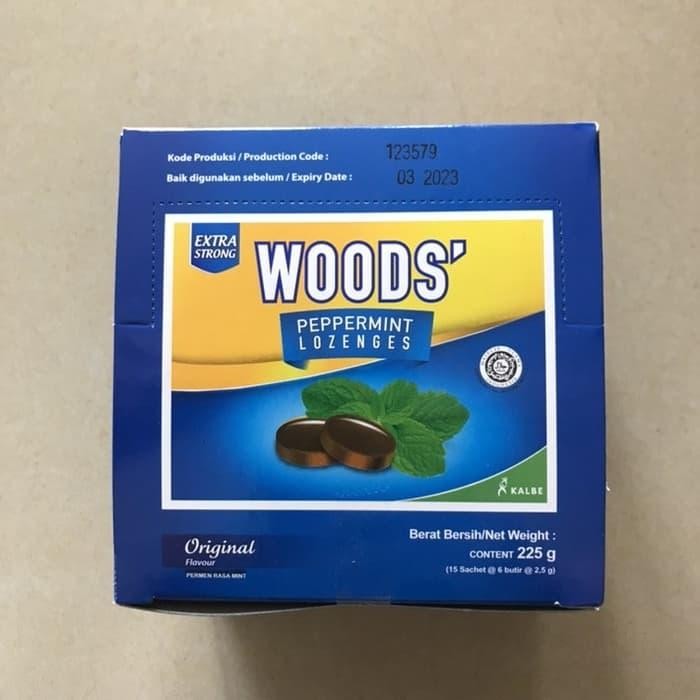 Kode Produksi / Production Code : 123579
Baik digunakan sebelum / Expiry Date : 03 2023
EXTRA
STRONG
WOODS'
PEPPERMINT
LOZENGES
KALBE
Original
Flavour
PERMEN RASA MINT
Berat Bersih/Net Weight :
CONTENT 225 g
(15 Sachet @ 6 butir @ 2,5 g)